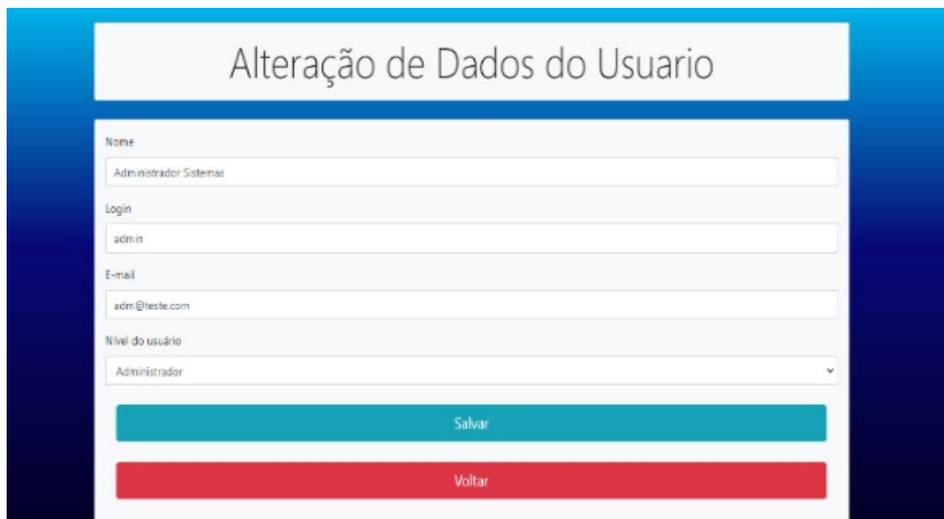 Alteração de Dados do Usuario
Nome
Administrador Sistemas
Login
admin
E-mail
adm@teste.com
Nível do usuário
Administrador
Salvar
Voltar